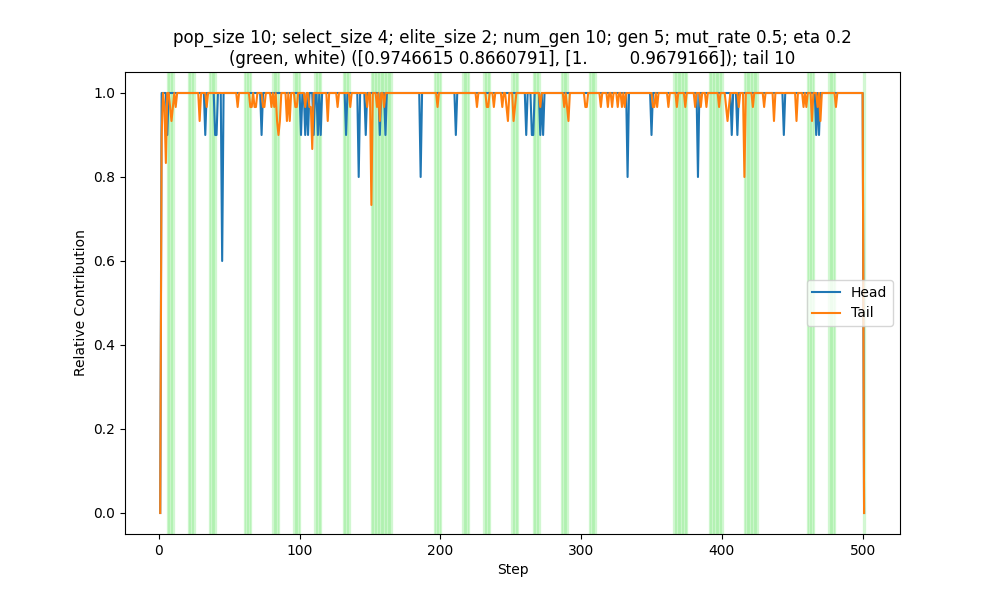 pop_size 10; select_size 4; elite_size 2; num_gen 10; gen 5; mut_rate 0.5; eta 0.2
(green, white) ([0.9746615 0.8660791], [1.         0.9679166]); tail 10
1.0
0.8
0.6
0.4
0.2
0.0
Relative Contribution
Head
Tail
0 100 200 300 400 500
Step